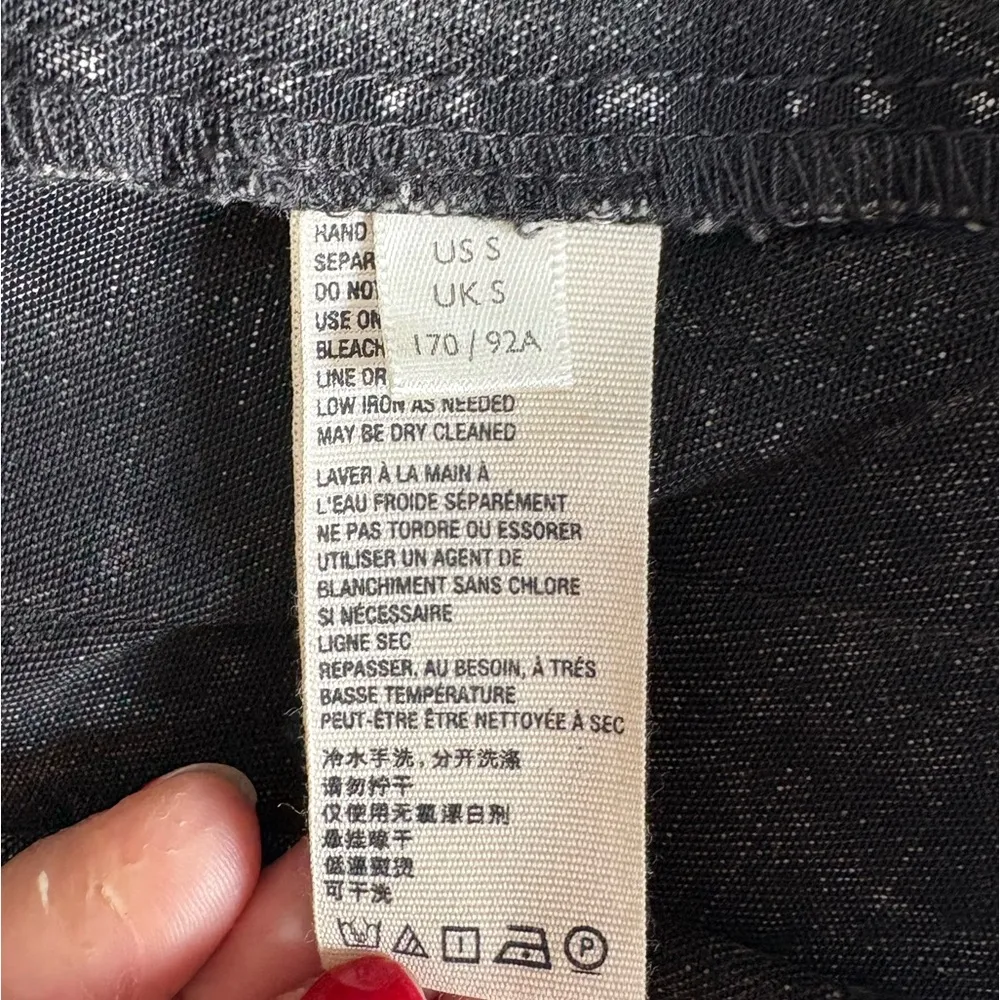 US S
UK S
170 / 92A
HAND
SEPAR
DO NO
USE ON
BLEACH
LINE OR
LOW IRON AS NEEDED
MAY BE DRY CLEANED
LAVER À LA MAIN À
L'EAU FROIDE SÉPARÉMENT
NE PAS TORDRE OU ESSORER
UTILISER UN AGENT DE
BLANCHIMENT SANS CHLORE
SI NÉCESSAIRE
LIGNE SEC
REPASSER, AU BESOIN, À TRÉS
BASSE TEMPÉRATURE
PEUT-ÊTRE ÊTRE NETTOYÉE À SEC
冷水手洗，分开洗涤
请勿拧干
仅使用无氯漂白剂
悬挂晾干
低温熨烫
可干洗
P